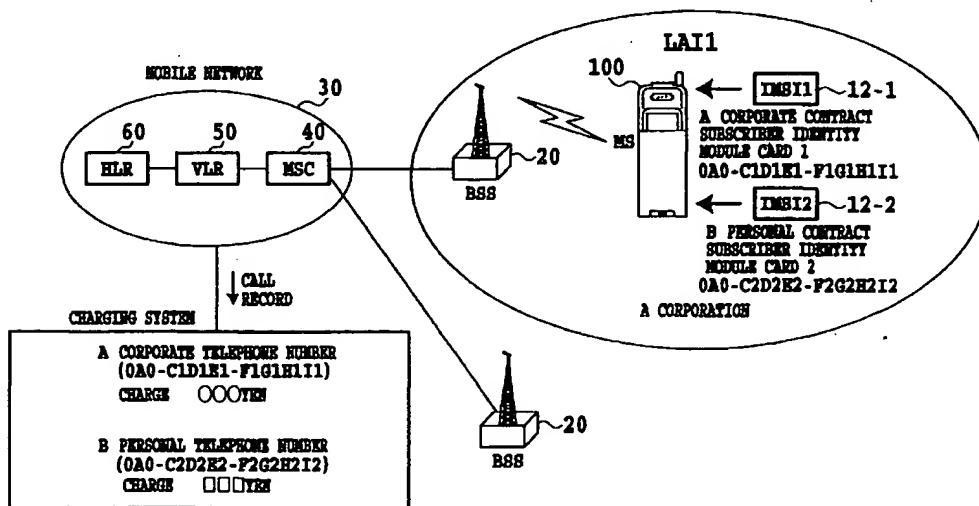 LAI1
MOBILE NETWORK
30
100
IMSI1
12-1
60
50
40
A CORPORATE CONTRACT
SUBSCRIBER IDENTITY
MODULE CARD 1
0A0-C1D1E1-F1G1H1I1
MS
HLR
VLR
MSC
20
BSS
IMSI2
12-2
B PERSONAL CONTRACT
SUBSCRIBER IDENTITY
MODULE CARD 2
0A0-C2D2E2-F2G2H2I2
A CORPORATION
CALL
RECORD
CHARGING SYSTEM
A CORPORATE TELEPHONE NUMBER
(0A0-C1D1E1-F1G1H1I1)
CHARGE ○○○YEN
B PERSONAL TELEPHONE NUMBER
(0A0-C2D2E2-F2G2H2I2)
CHARGE □□□YEN
20
BSS